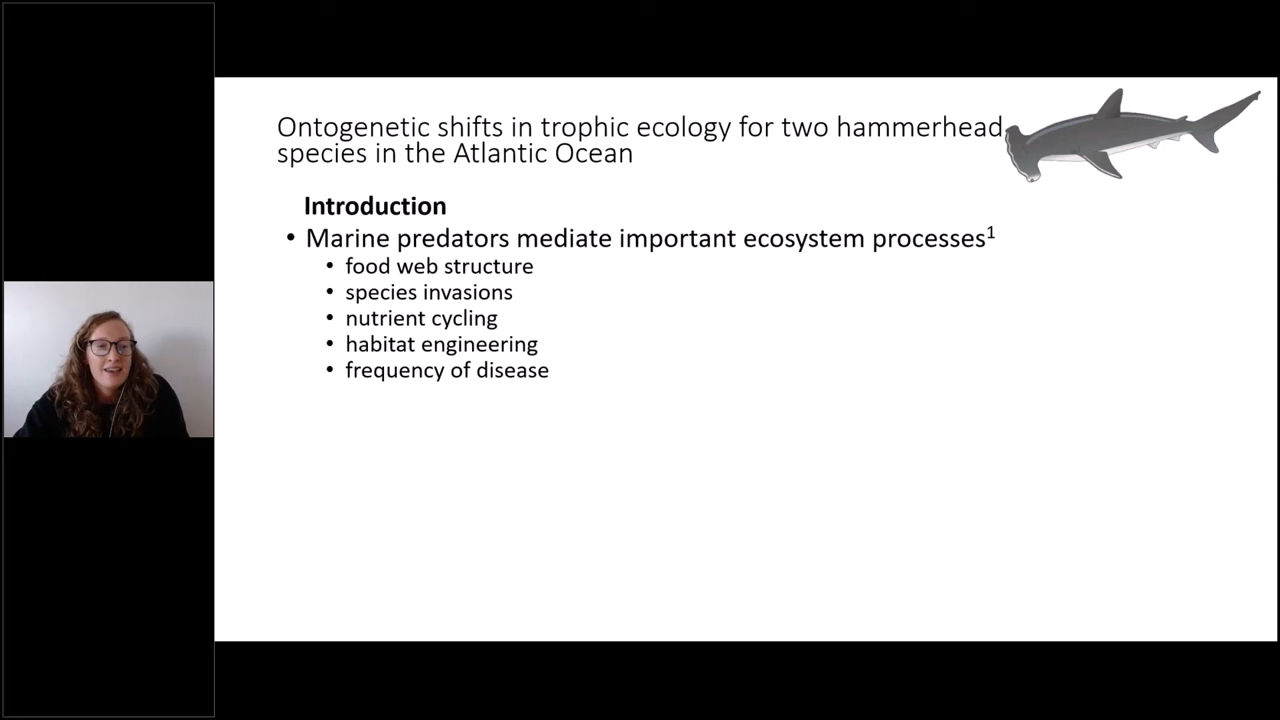 Ontogenetic shifts in trophic ecology for two hammerhead
species in the Atlantic Ocean
Introduction
• Marine predators mediate important ecosystem processes¹
• food web structure
• species invasions
• nutrient cycling
• habitat engineering
• frequency of disease